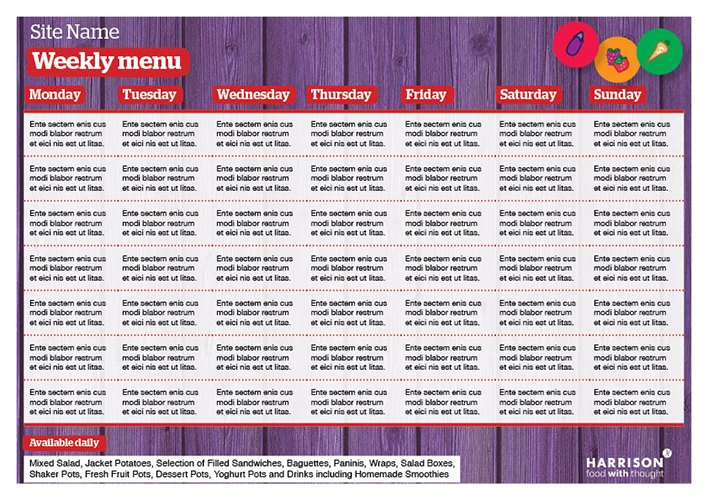 Site Name
Weekly menu
Monday Tuesday Wednesday Thursday Friday Saturday Sunday
Ente sectem enis cus Ente sectem enis cus Ente sectem enis cus Ente sectem enis cus Ente sectem enis cus Ente sectem enis cus Ente sectem enis cus
modi blabor restrum modi blabor restrum modi blabor restrum modi blabor restrum modi blabor restrum modi blabor restrum modi blabor restrum
et eici nis est ut litas. et eici nis est ut litas. et eici nis est ut litas. et eici nis est ut litas. et eici nis est ut litas. et eici nis est ut litas. et eici nis est ut litas.
Ente sectem enis cus Ente sectem enis cus Ente sectem enis cus Ente sectem enis cus Ente sectem enis cus Ente sectem enis cus Ente sectem enis cus
modi blabor restrum modi blabor restrum modi blabor restrum modi blabor restrum modi blabor restrum modi blabor restrum modi blabor restrum
et eici nis est ut litas. et eici nis est ut litas. et eici nis est ut litas. et eici nis est ut litas. et eici nis est ut litas. et eici nis est ut litas. et eici nis est ut litas.
Ente sectem enis cus Ente sectem enis cus Ente sectem enis cus Ente sectem enis cus Ente sectem enis cus Ente sectem enis cus Ente sectem enis cus
modi blabor restrum modi blabor restrum modi blabor restrum modi blabor restrum modi blabor restrum modi blabor restrum modi blabor restrum
et eici nis est ut litas. et eici nis est ut litas. et eici nis est ut litas. et eici nis est ut litas. et eici nis est ut litas. et eici nis est ut litas. et eici nis est ut litas.
Ente sectem enis cus Ente sectem enis cus Ente sectem enis cus Ente sectem enis cus Ente sectem enis cus Ente sectem enis cus Ente sectem enis cus
modi blabor restrum modi blabor restrum modi blabor restrum modi blabor restrum modi blabor restrum modi blabor restrum modi blabor restrum
et eici nis est ut litas. et eici nis est ut litas. et eici nis est ut litas. et eici nis est ut litas. et eici nis est ut litas. et eici nis est ut litas. et eici nis est ut litas.
Ente sectem enis cus Ente sectem enis cus Ente sectem enis cus Ente sectem enis cus Ente sectem enis cus Ente sectem enis cus Ente sectem enis cus
modi blabor restrum modi blabor restrum modi blabor restrum modi blabor restrum modi blabor restrum modi blabor restrum modi blabor restrum
et eici nis est ut litas. et eici nis est ut litas. et eici nis est ut litas. et eici nis est ut litas. et eici nis est ut litas. et eici nis est ut litas. et eici nis est ut litas.
Ente sectem enis cus Ente sectem enis cus Ente sectem enis cus Ente sectem enis cus Ente sectem enis cus Ente sectem enis cus Ente sectem enis cus
modi blabor restrum modi blabor restrum modi blabor restrum modi blabor restrum modi blabor restrum modi blabor restrum modi blabor restrum
et eici nis est ut litas. et eici nis est ut litas. et eici nis est ut litas. et eici nis est ut litas. et eici nis est ut litas. et eici nis est ut litas. et eici nis est ut litas.
Ente sectem enis cus Ente sectem enis cus Ente sectem enis cus Ente sectem enis cus Ente sectem enis cus Ente sectem enis cus Ente sectem enis cus
modi blabor restrum modi blabor restrum modi blabor restrum modi blabor restrum modi blabor restrum modi blabor restrum modi blabor restrum
et eici nis est ut litas. et eici nis est ut litas. et eici nis est ut litas. et eici nis est ut litas. et eici nis est ut litas. et eici nis est ut litas. et eici nis est ut litas.
Available daily
Mixed Salad, Jacket Potatoes, Selection of Filled Sandwiches, Baguettes, Paninis, Wraps, Salad Boxes,
Shaker Pots, Fresh Fruit Pots, Dessert Pots, Yoghurt Pots and Drinks including Homemade Smoothies
HARRISON
food with thought